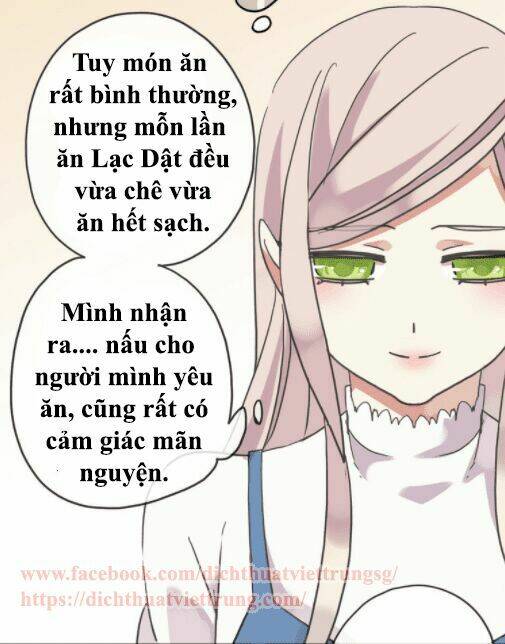 Tuy món ăn
rất bình thường,
nhưng mỗn lần
ăn Lạc Dật đều
vừa chê vừa
ăn hết sạch.
Mình nhận
ra.... nấu cho
người mình yêu
ăn, cũng rất có
cảm giác mãn
nguyện.
www.facebook.com/dichthuatviettrungsg/
https://dichthuatviettrung.com/